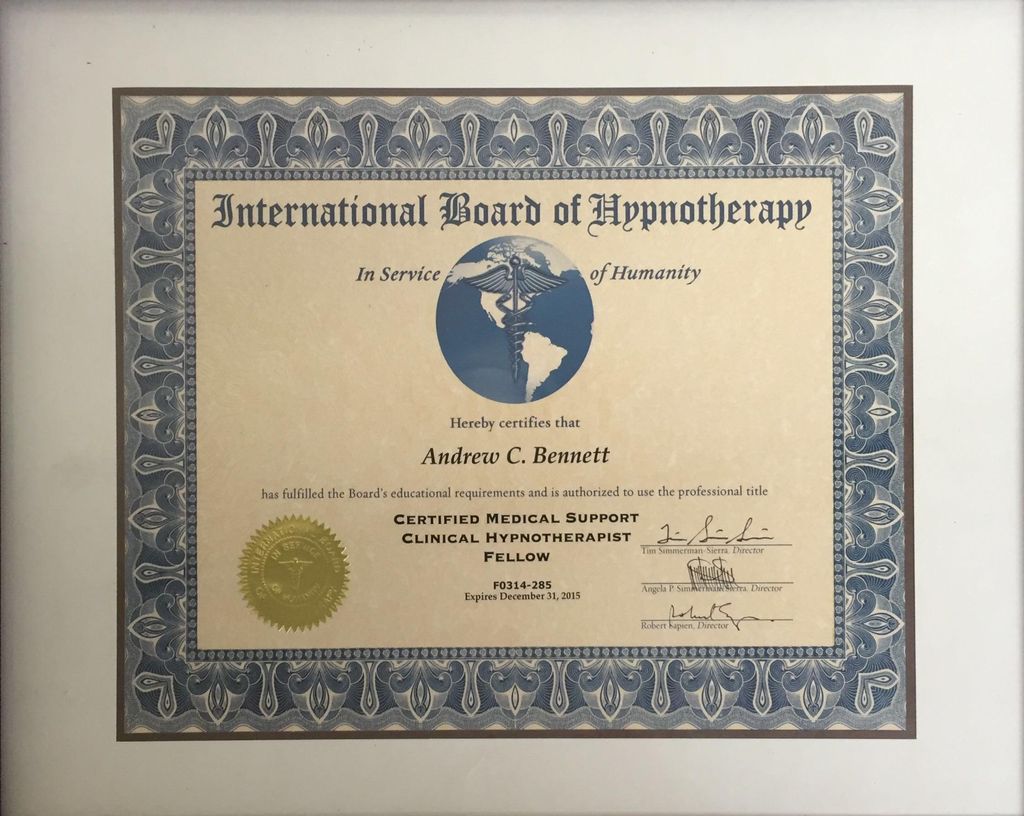 International Board of Hypnotherapy
In Service of Humanity
Hereby certifies that
Andrew C. Bennett
has fulfilled the Board's educational requirements and is authorized to use the professional title
CERTIFIED MEDICAL SUPPORT
CLINICAL HYPNOTHERAPIST
FELLOW
F0314-285
Expires December 31, 2015
Tim Simmerman-Sierra, Director
Angela P. Simmerman-Sierra, Director
Robert Sapien, Director
IN SERVICE